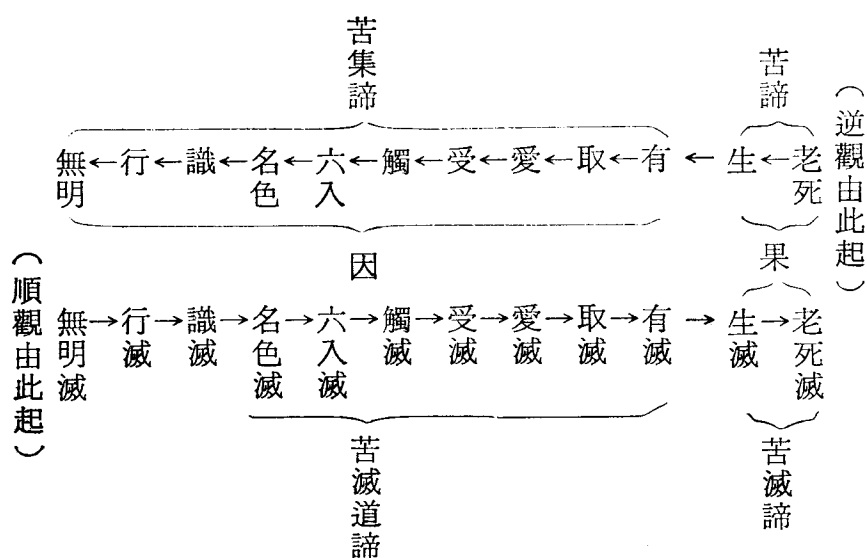 苦集諦 苦諦
（逆觀由此起）
無明←行←識←名色←六入←觸←受←愛←取←有←生←老死
因 果
（順觀由此起）
無明滅→行滅→識滅→名色滅→六入滅→觸滅→受滅→愛滅→取滅→有滅→生滅→老死滅
苦滅道諦 苦滅諦